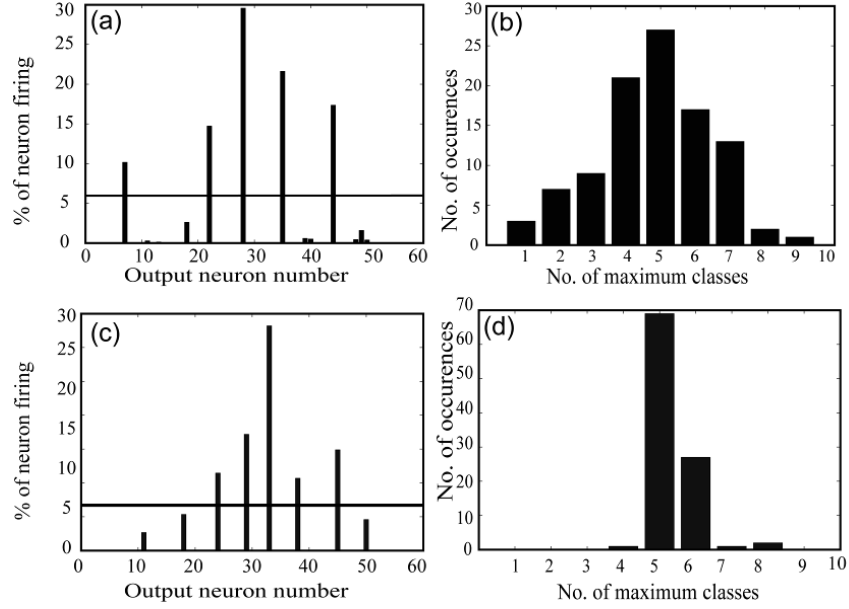 (a)
% of neuron firing
30
25
20
15
10
5
0
0 10 20 30 40 50 60
Output neuron number
(b)
No. of occurences
30
25
20
15
10
5
0
1 2 3 4 5 6 7 8 9 10
No. of maximum classes
(c)
% of neuron firing
30
25
20
15
10
5
0
0 10 20 30 40 50 60
Output neuron number
(d)
No. of occurences
70
60
50
40
30
20
10
0
1 2 3 4 5 6 7 8 9 10
No. of maximum classes